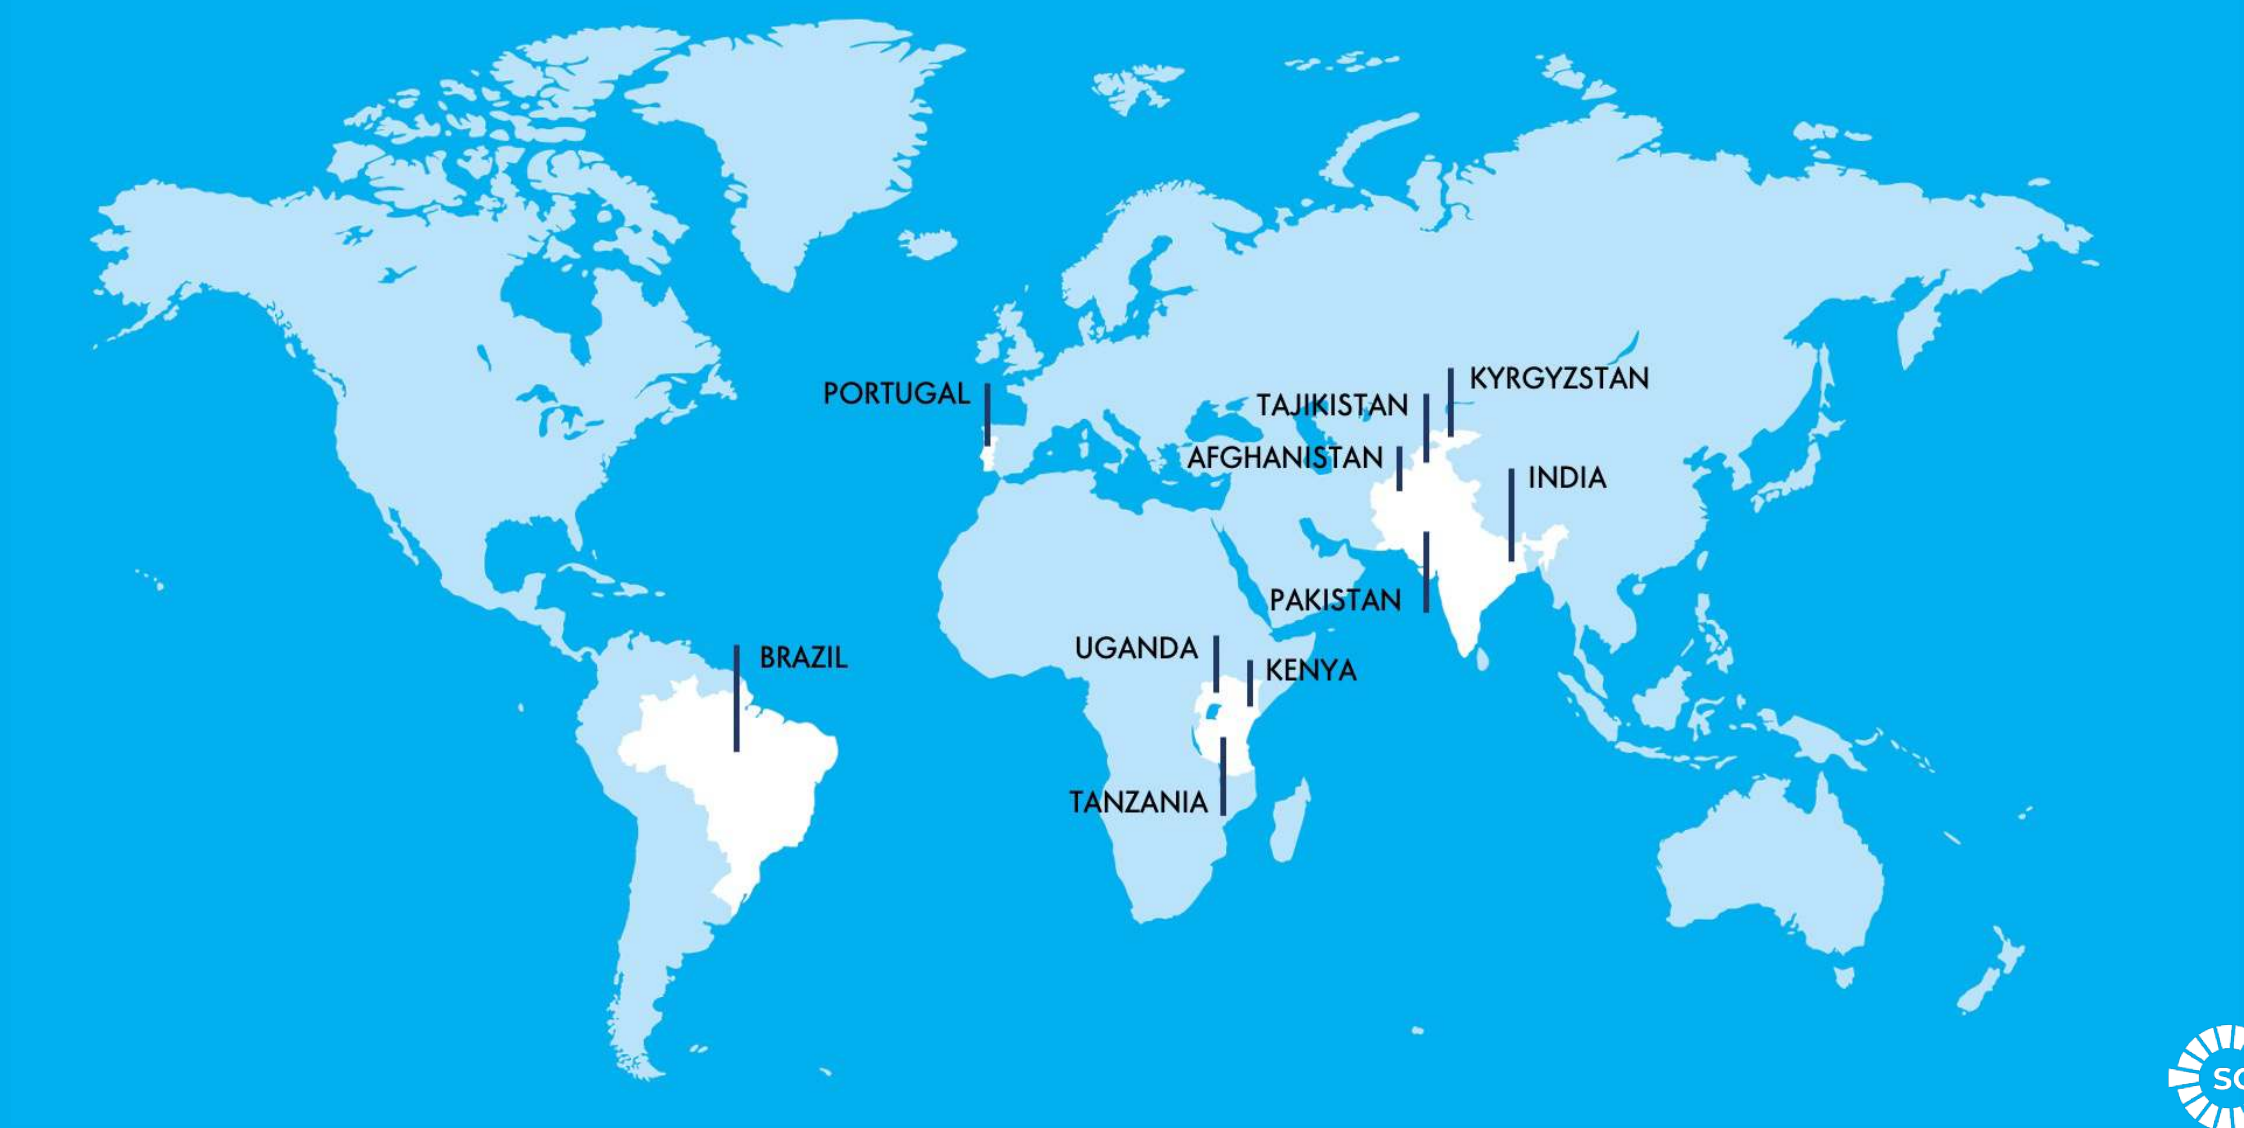 KYRGYZSTAN
PORTUGAL
TAJIKISTAN
AFGHANISTAN
INDIA
PAKISTAN
UGANDA
BRAZIL
KENYA
TANZANIA